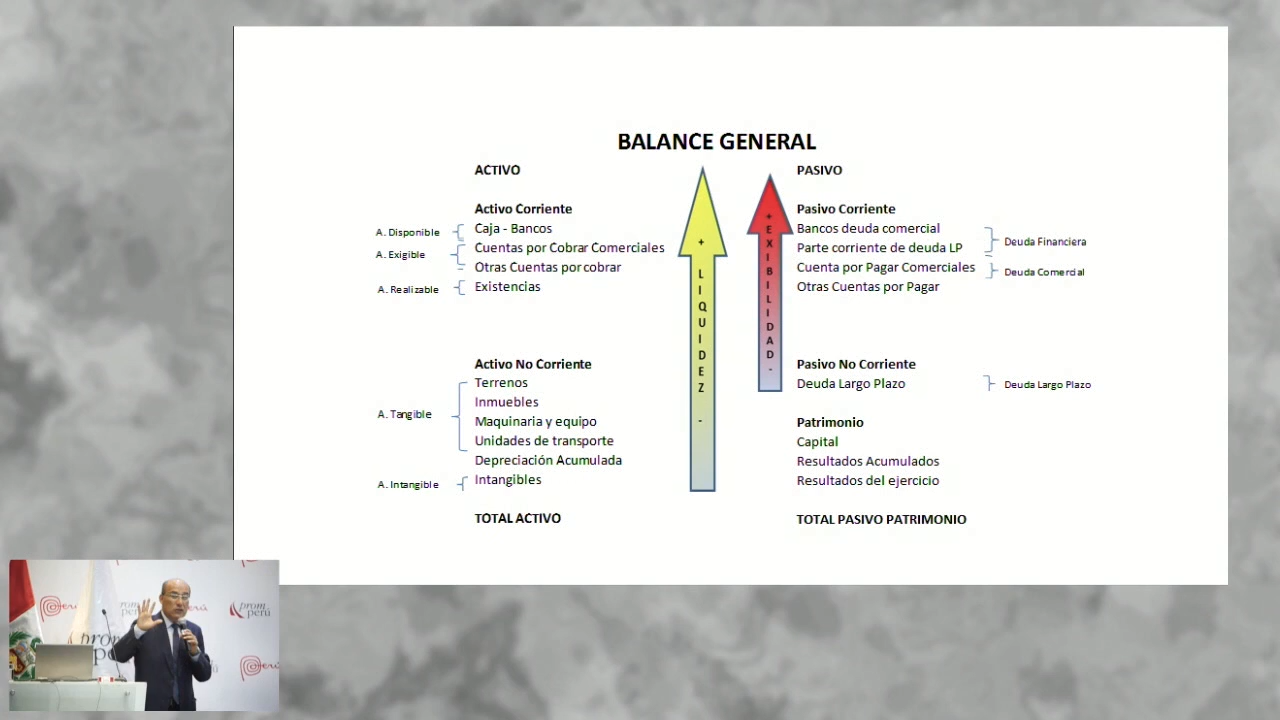 BALANCE GENERAL
ACTIVO
Activo Corriente
A. Disponible
Caja - Bancos
A. Exigible
Cuentas por Cobrar Comerciales
Otras Cuentas por cobrar
A. Realizable
Existencias
Activo No Corriente
Terrenos
Inmuebles
A. Tangible
Maquinaria y equipo
Unidades de transporte
Depreciación Acumulada
A. Intangible
Intangibles
TOTAL ACTIVO
+ LIQUIDEZ -
+ EXIBILIDAD -
PASIVO
Pasivo Corriente
Bancos deuda comercial
Parte corriente de deuda LP
Deuda Financiera
Cuenta por Pagar Comerciales
Deuda Comercial
Otras Cuentas por Pagar
Pasivo No Corriente
Deuda Largo Plazo
Deuda Largo Plazo
Patrimonio
Capital
Resultados Acumulados
Resultados del ejercicio
TOTAL PASIVO PATRIMONIO
Perú
prom
perú